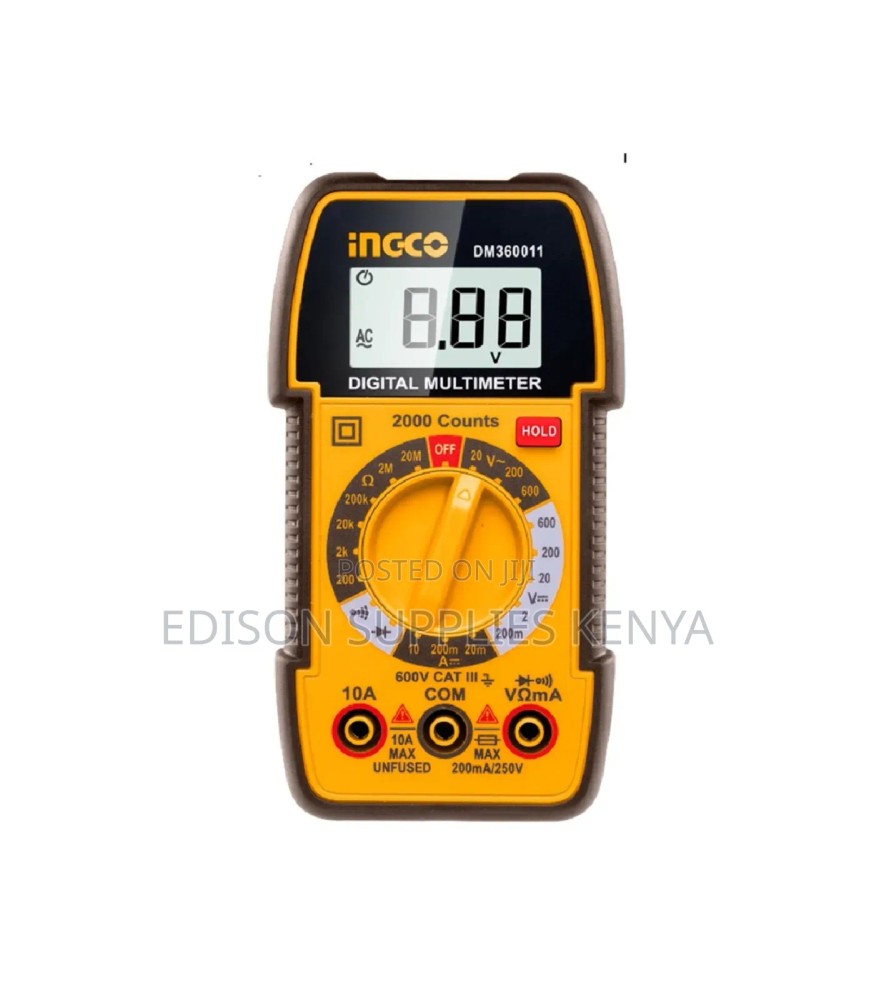 iNGCO
DM360011
AC
8.88
V
DIGITAL MULTIMETER
2000 Counts
HOLD
OFF
20 V~ 200
600
600
200
20
V
2
200m
20m
200m
10
A
200
2k
20k
200k
Ω
2M
20M
POSTED ON JIJI
EDISON SUPPLIES KENYA
600V CAT III
10A COM VΩmA
10A
MAX
UNFUSED
MAX
200mA/250V